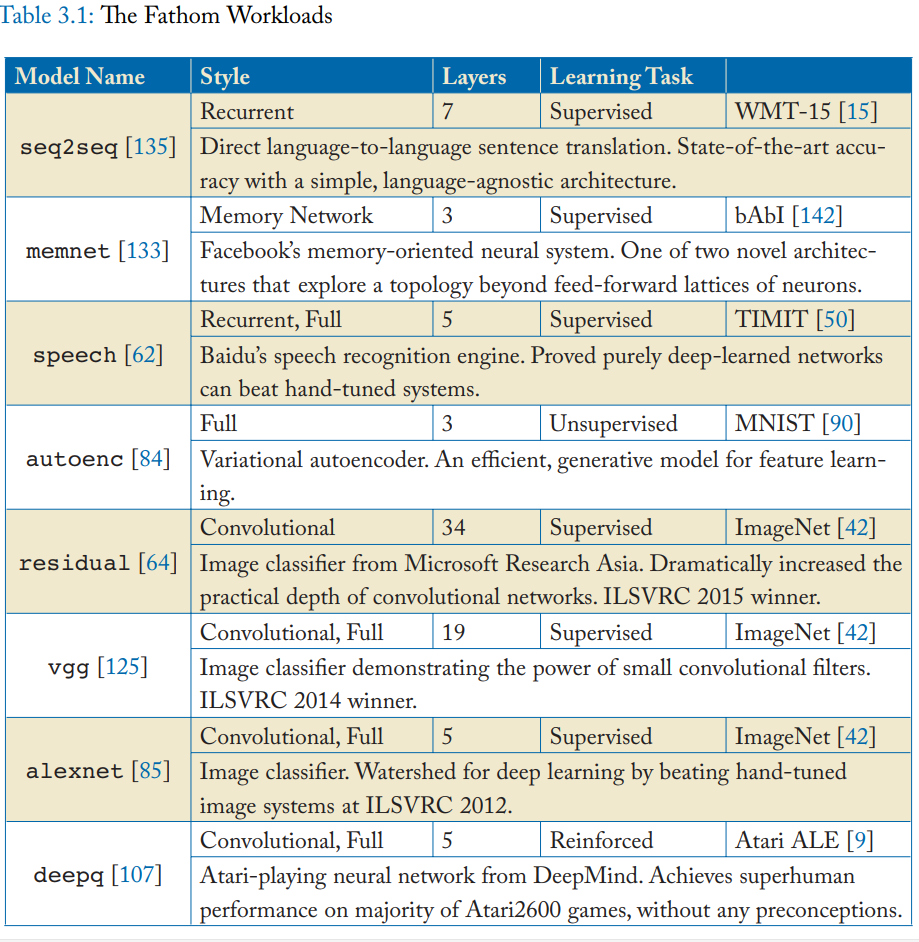 Table 3.1: The Fathom Workloads
Model Name Style Layers Learning Task
Recurrent 7 Supervised WMT-15 [15]
seq2seq [135]
Direct language-to-language sentence translation. State-of-the-art accu-
racy with a simple, language-agnostic architecture.
Memory Network 3 Supervised bAbI [142]
memnet [133]
Facebook's memory-oriented neural system. One of two novel architec-
tures that explore a topology beyond feed-forward lattices of neurons.
Recurrent, Full 5 Supervised TIMIT [50]
speech [62]
Baidu's speech recognition engine. Proved purely deep-learned networks
can beat hand-tuned systems.
Full 3 Unsupervised MNIST [90]
autoenc [84]
Variational autoencoder. An efficient, generative model for feature learn-
ing.
Convolutional 34 Supervised ImageNet [42]
residual [64]
Image classifier from Microsoft Research Asia. Dramatically increased the
practical depth of convolutional networks. ILSVRC 2015 winner.
Convolutional, Full 19 Supervised ImageNet [42]
vgg [125]
Image classifier demonstrating the power of small convolutional filters.
ILSVRC 2014 winner.
Convolutional, Full 5 Supervised ImageNet [42]
alexnet [85]
Image classifier. Watershed for deep learning by beating hand-tuned
image systems at ILSVRC 2012.
Convolutional, Full 5 Reinforced Atari ALE [9]
deepq [107]
Atari-playing neural network from DeepMind. Achieves superhuman
performance on majority of Atari2600 games, without any preconceptions.